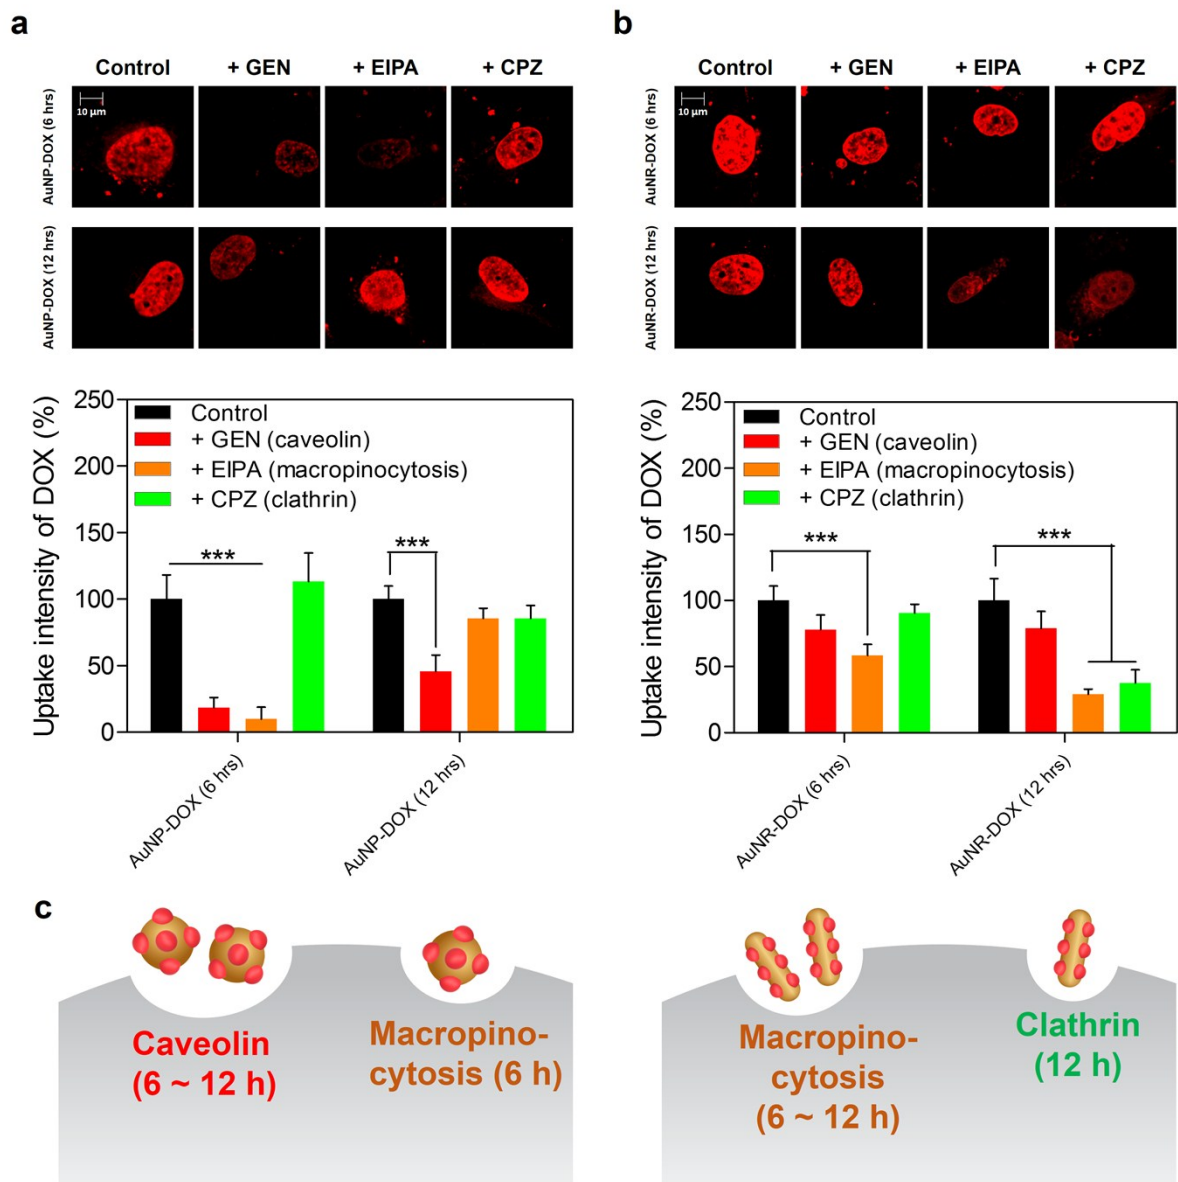 a
Control + GEN + EIPA + CPZ
AuNP-DOX (6 hrs)
10 µm
AuNP-DOX (12 hrs)
Uptake intensity of DOX (%)
250
200
150
100
50
0
Control
+ GEN (caveolin)
+ EIPA (macropinocytosis)
+ CPZ (clathrin)
***
***
AuNP-DOX (6 hrs)
AuNP-DOX (12 hrs)
b
Control + GEN + EIPA + CPZ
AuNR-DOX (6 hrs)
10 µm
AuNR-DOX (12 hrs)
Uptake intensity of DOX (%)
250
200
150
100
50
0
Control
+ GEN (caveolin)
+ EIPA (macropinocytosis)
+ CPZ (clathrin)
***
***
AuNR-DOX (6 hrs)
AuNR-DOX (12 hrs)
c
Caveolin
(6 ~ 12 h)
Macropino-
cytosis (6 h)
Macropino-
cytosis
(6 ~ 12 h)
Clathrin
(12 h)